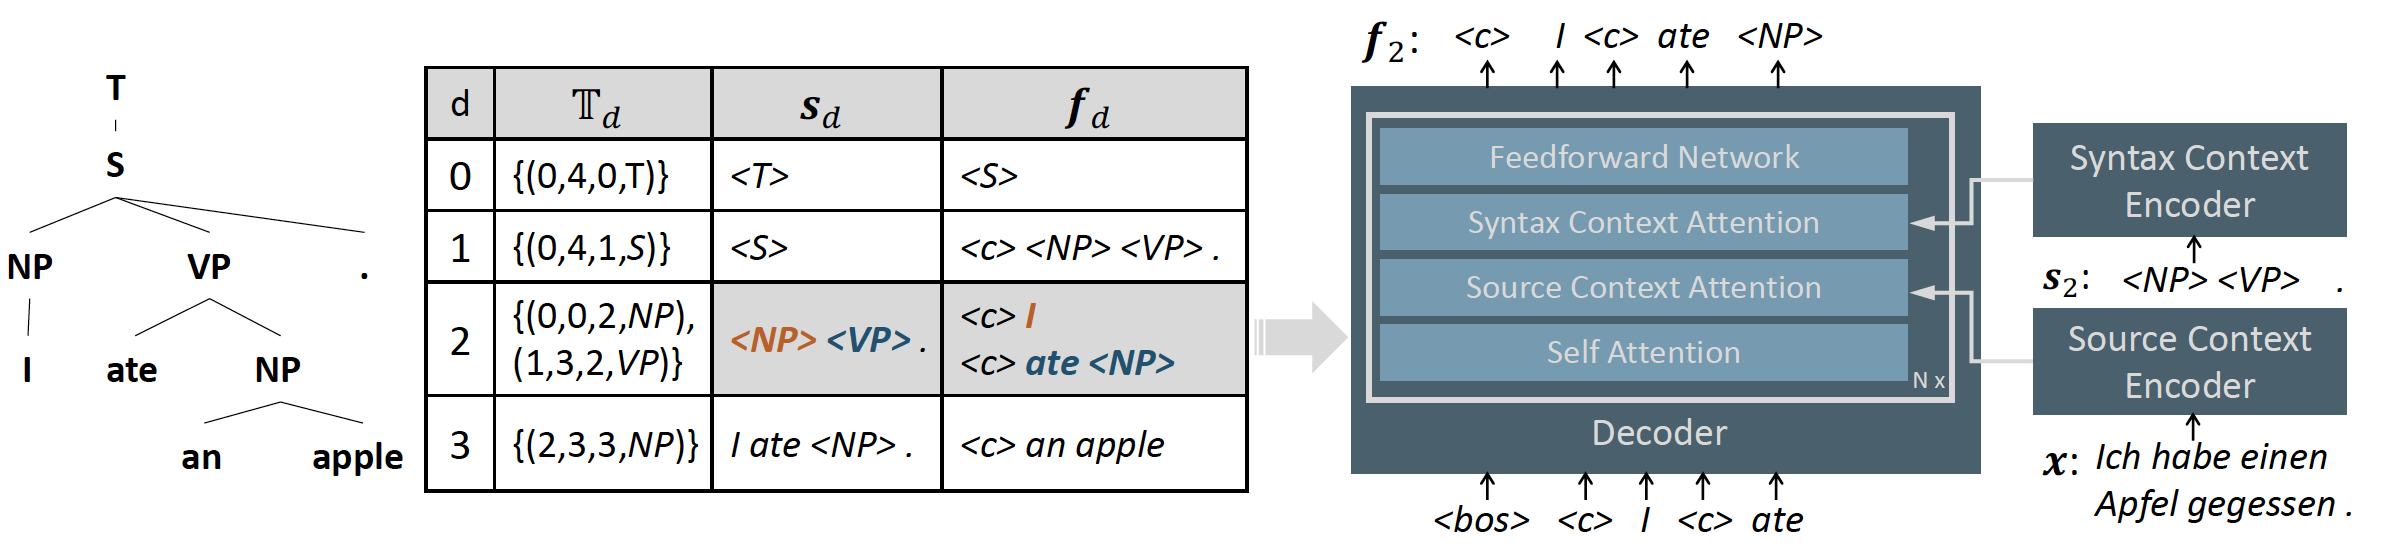 T
S
NP VP .
I ate NP
an apple
d 𝕋d sd fd
0 {(0,4,0,T)} <T> <S>
1 {(0,4,1,S)} <S> <c> <NP> <VP> .
2 {(0,0,2,NP), (1,3,2,VP)} <NP> <VP> . <c> I <c> ate <NP>
3 {(2,3,3,NP)} I ate <NP> . <c> an apple
f2: <c> I <c> ate <NP>
Feedforward Network
Syntax Context Attention
Source Context Attention
Self Attention
N x
Decoder
<bos> <c> I <c> ate
Syntax Context
Encoder
s2: <NP> <VP> .
Source Context
Encoder
x: Ich habe einen
Apfel gegessen .